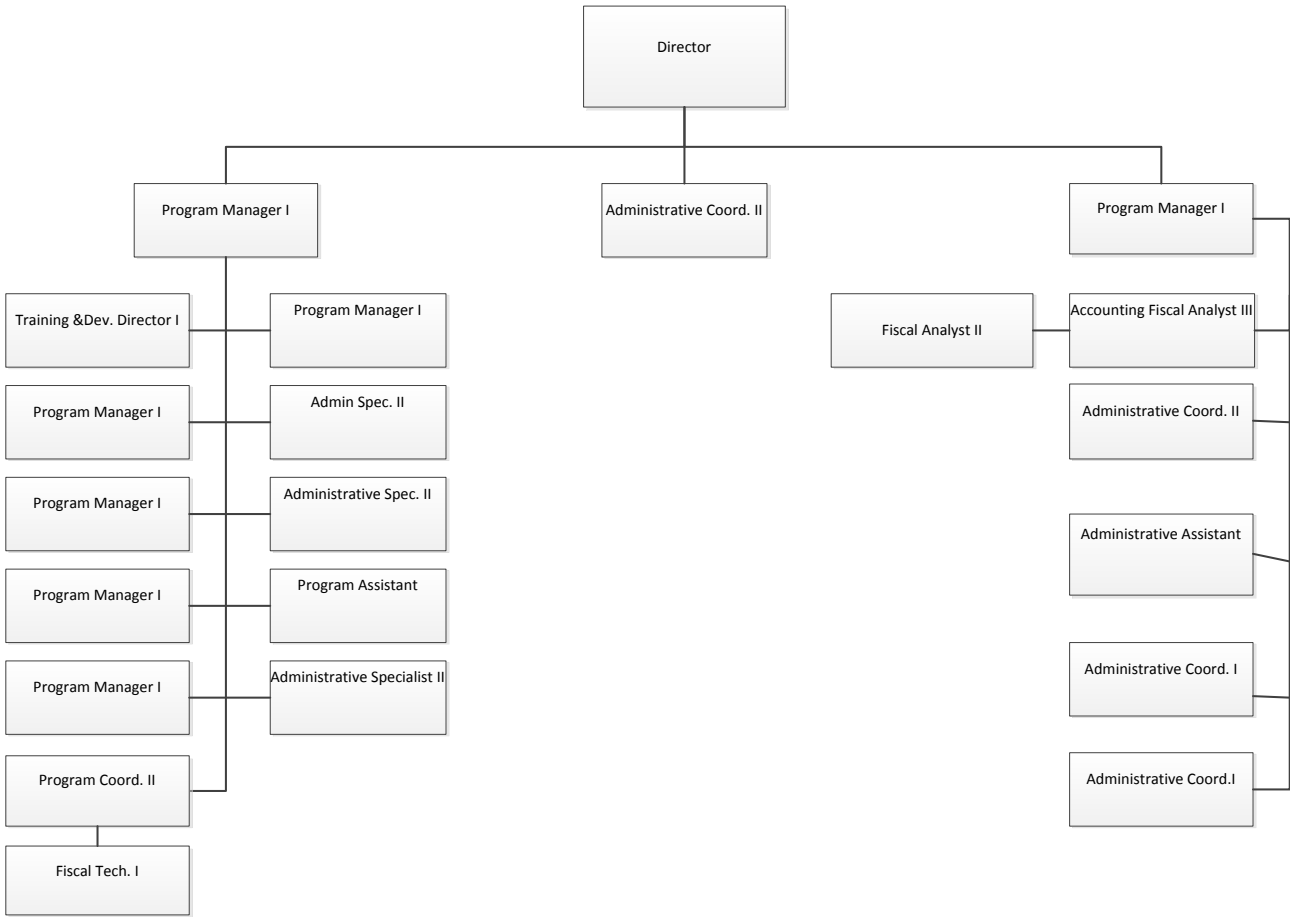 Director
Program Manager I
Administrative Coord. II
Program Manager I
Training &Dev. Director I
Program Manager I
Fiscal Analyst II
Accounting Fiscal Analyst III
Program Manager I
Admin Spec. II
Administrative Coord. II
Program Manager I
Administrative Spec. II
Administrative Assistant
Program Manager I
Program Assistant
Program Manager I
Administrative Specialist II
Administrative Coord. I
Program Coord. II
Administrative Coord.I
Fiscal Tech. I